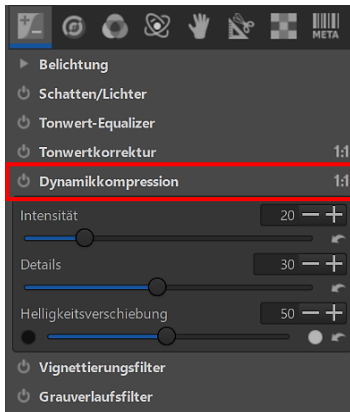 META
Belichtung
Schatten/Lichter
Tonwert-Equalizer
Tonwertkorrektur 1:1
Dynamikkompression 1:1
Intensität 20
Details 30
Helligkeitsverschiebung 50
Vignettierungsfilter
Grauverlaufsfilter